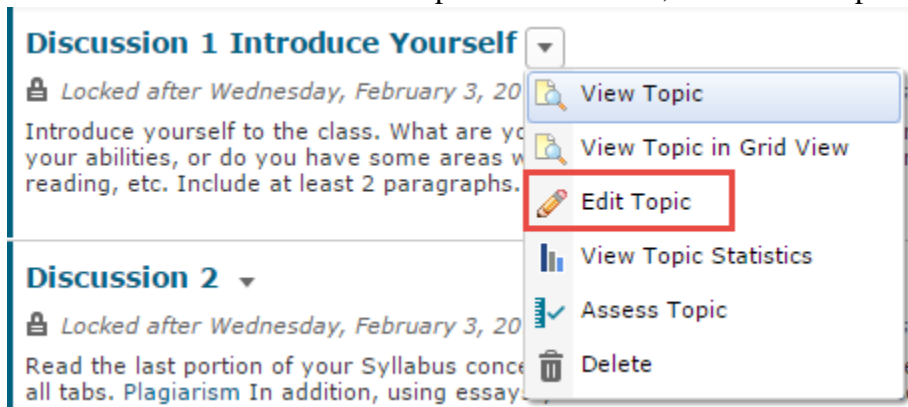 Discussion 1 Introduce Yourself
Locked after Wednesday, February 3, 20
Introduce yourself to the class. What are
your abilities, or do you have some areas
reading, etc. Include at least 2 paragraphs.
View Topic
View Topic in Grid View
Edit Topic
View Topic Statistics
Assess Topic
Delete
Discussion 2
Locked after Wednesday, February 3, 20
Read the last portion of your Syllabus
all tabs. Plagiarism In addition, using